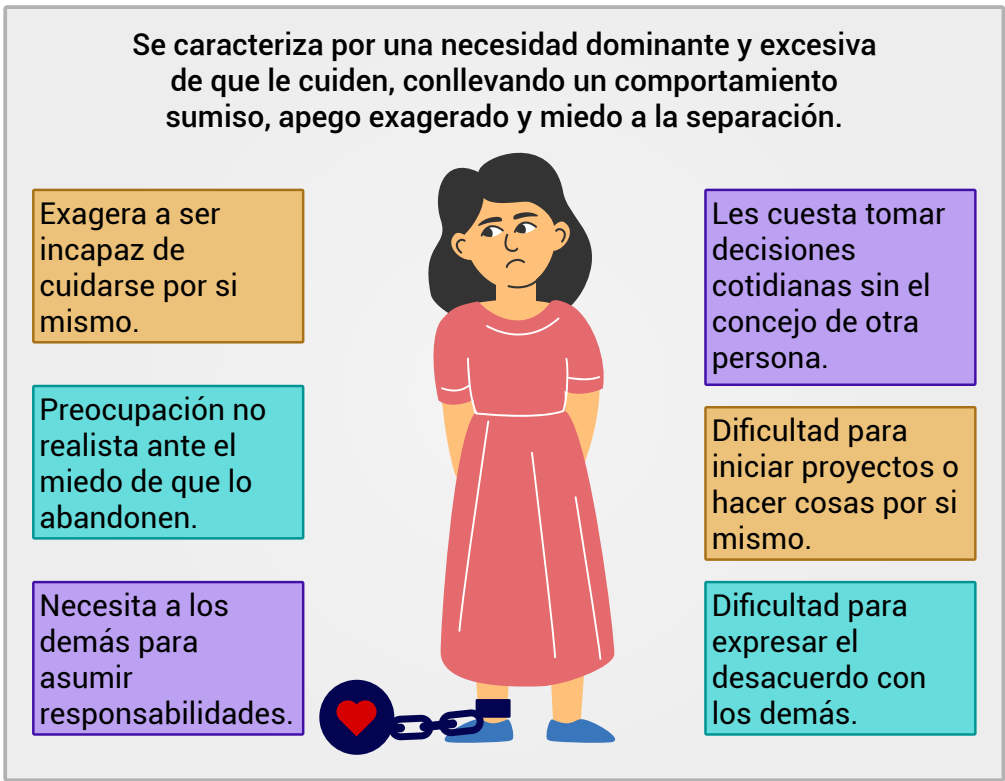 Se caracteriza por una necesidad dominante y excesiva
de que le cuiden, conllevando un comportamiento
sumiso, apego exagerado y miedo a la separación.
Exagera a ser
incapaz de
cuidarse por si
mismo.
Preocupación no
realista ante el
miedo de que lo
abandonen.
Necesita a los
demás para
asumir
responsabilidades.
Les cuesta tomar
decisiones
cotidianas sin el
concejo de otra
persona.
Dificultad para
iniciar proyectos o
hacer cosas por si
mismo.
Dificultad para
expresar el
desacuerdo con
los demás.